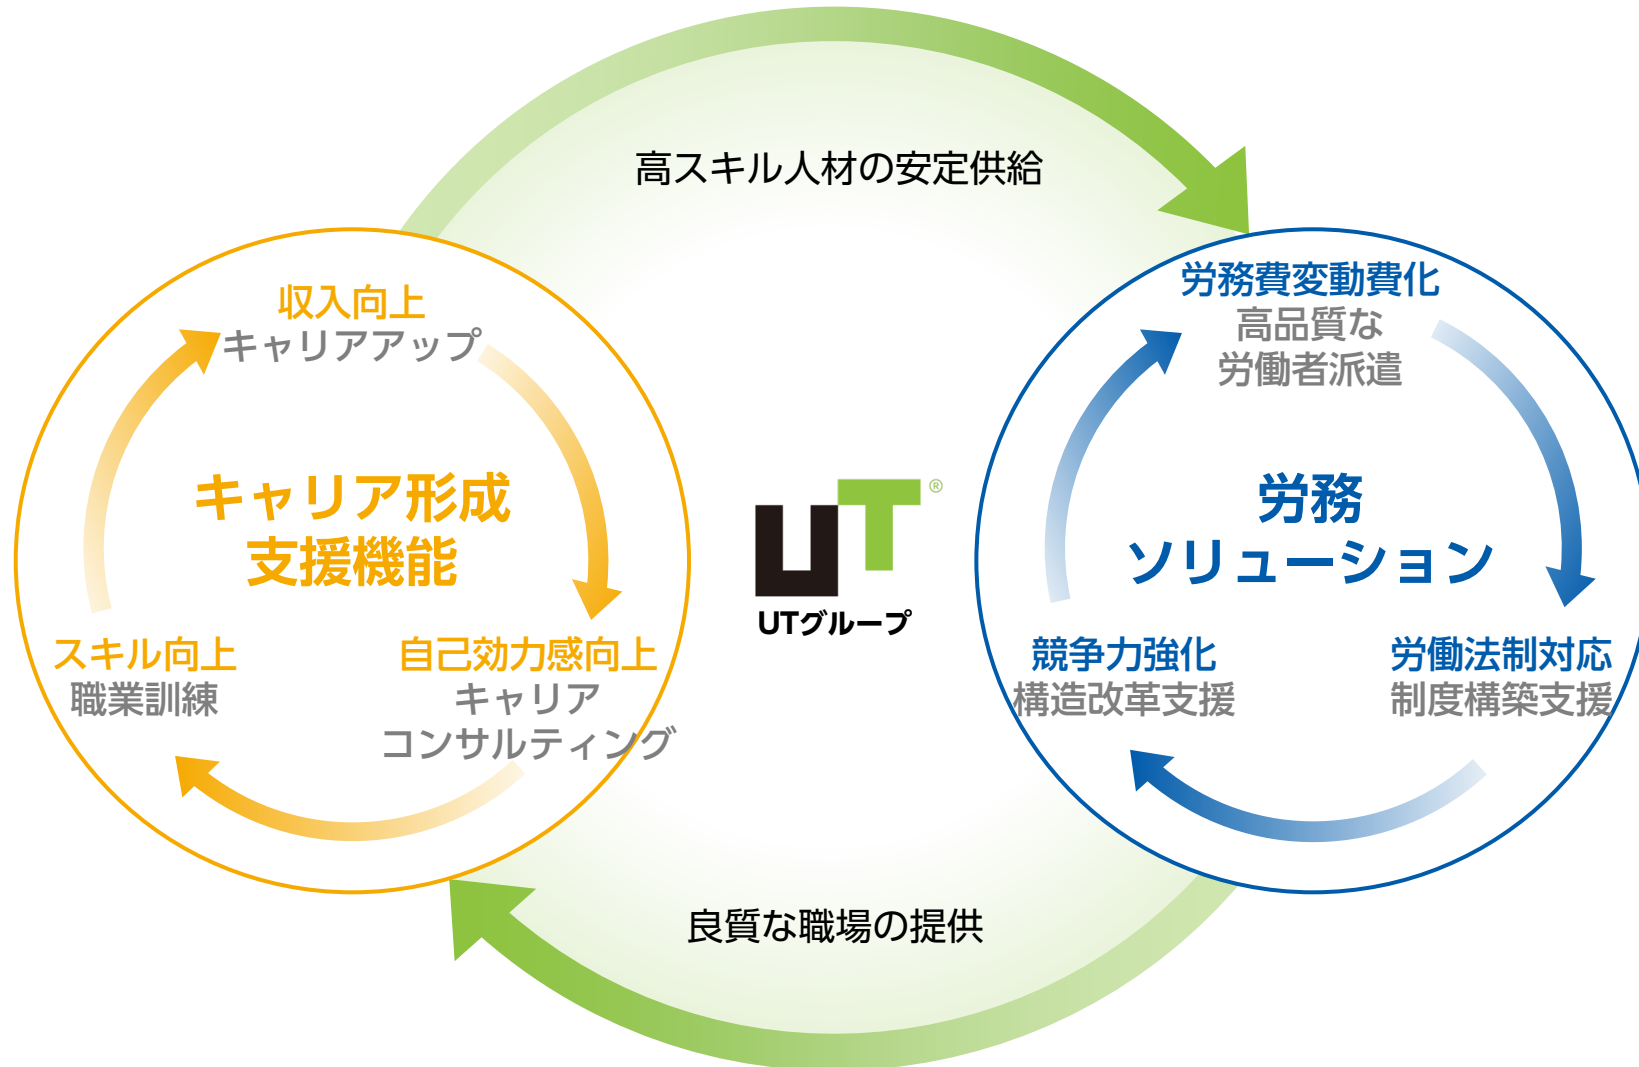 高スキル人材の安定供給
収入向上
キャリアアップ
キャリア形成
支援機能
スキル向上
職業訓練
自己効力感向上
キャリア
コンサルティング
UT®
UTグループ
労務費変動費化
高品質な
労働者派遣
労務
ソリューション
競争力強化
構造改革支援
労働法制対応
制度構築支援
良質な職場の提供